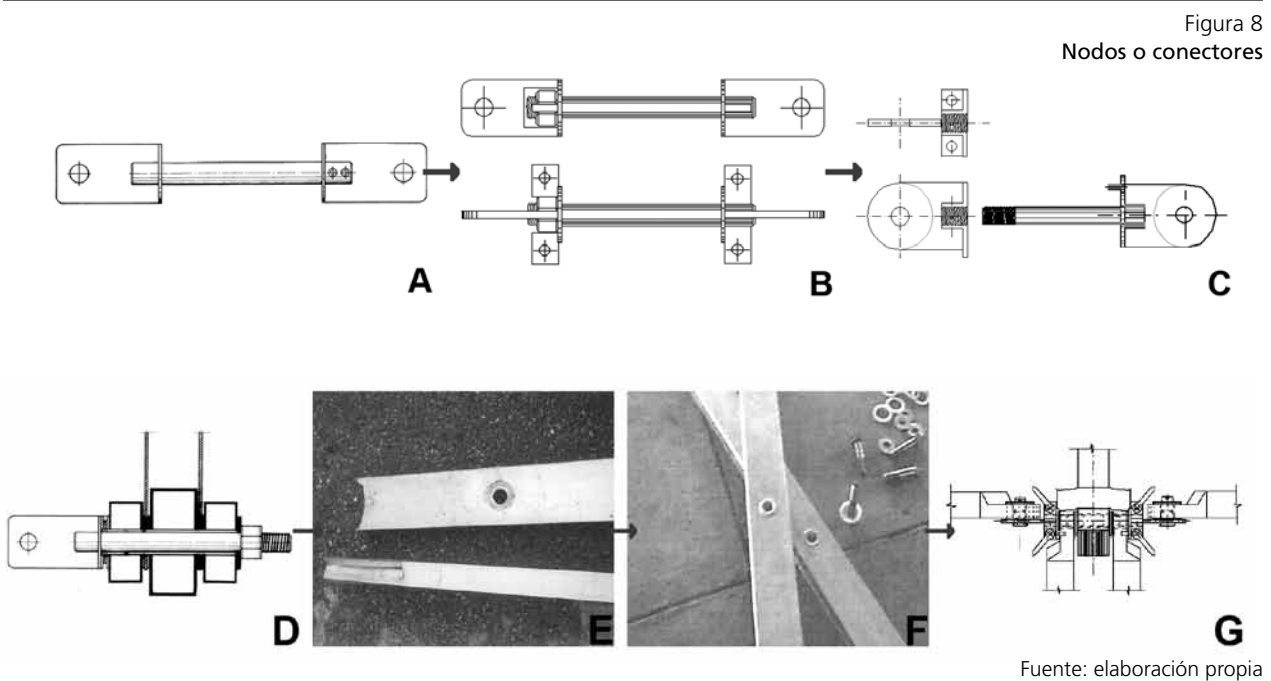 Figura 8
Nodos o conectores
A
B
C
D
E
F
G
Fuente: elaboración propia